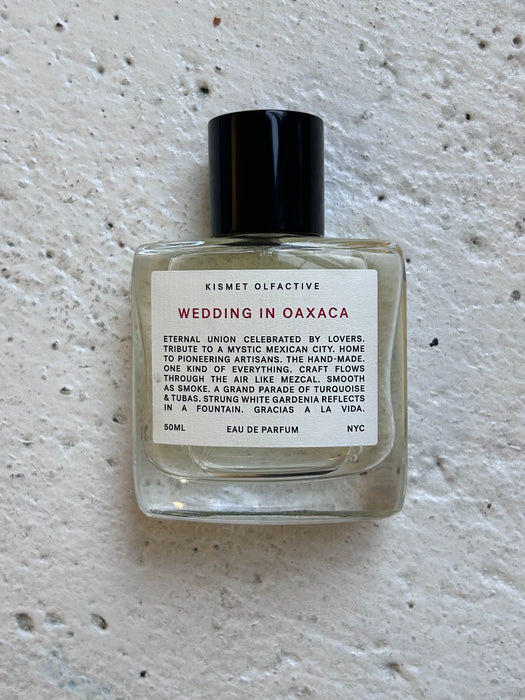 KISMET OLFACTIVE
WEDDING IN OAXACA
ETERNAL UNION CELEBRATED BY LOVERS.
TRIBUTE TO A MYSTIC MEXICAN CITY. HOME
TO PIONEERING ARTISANS. THE HAND-MADE.
ONE KIND OF EVERYTHING. CRAFT FLOWS
THROUGH THE AIR LIKE MEZCAL. SMOOTH
AS SMOKE. A GRAND PARADE OF TURQUOISE
& TUBAS. STRUNG WHITE GARDENIA REFLECTS
IN A FOUNTAIN. GRACIAS A LA VIDA.
50ML EAU DE PARFUM NYC